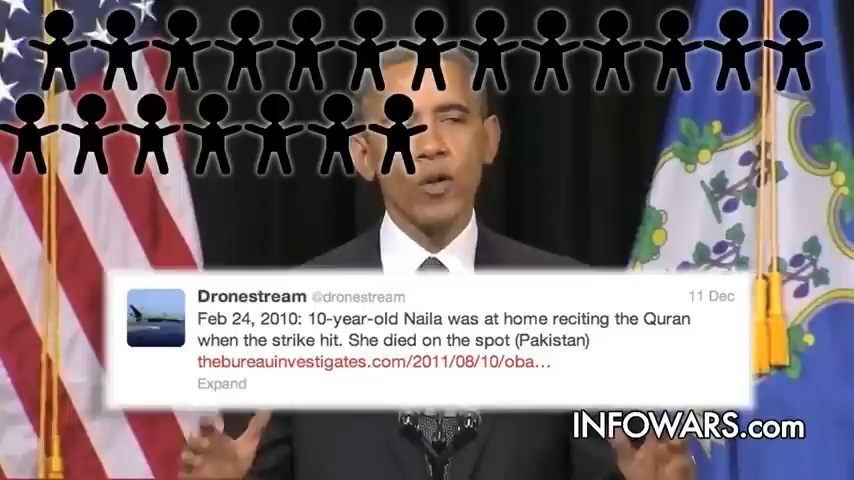 Dronestream @dronestream 11 Dec
Feb 24, 2010: 10-year-old Naila was at home reciting the Quran
when the strike hit. She died on the spot (Pakistan)
thebureauinvestigates.com/2011/08/10/oba...
Expand
INFOWARS.com